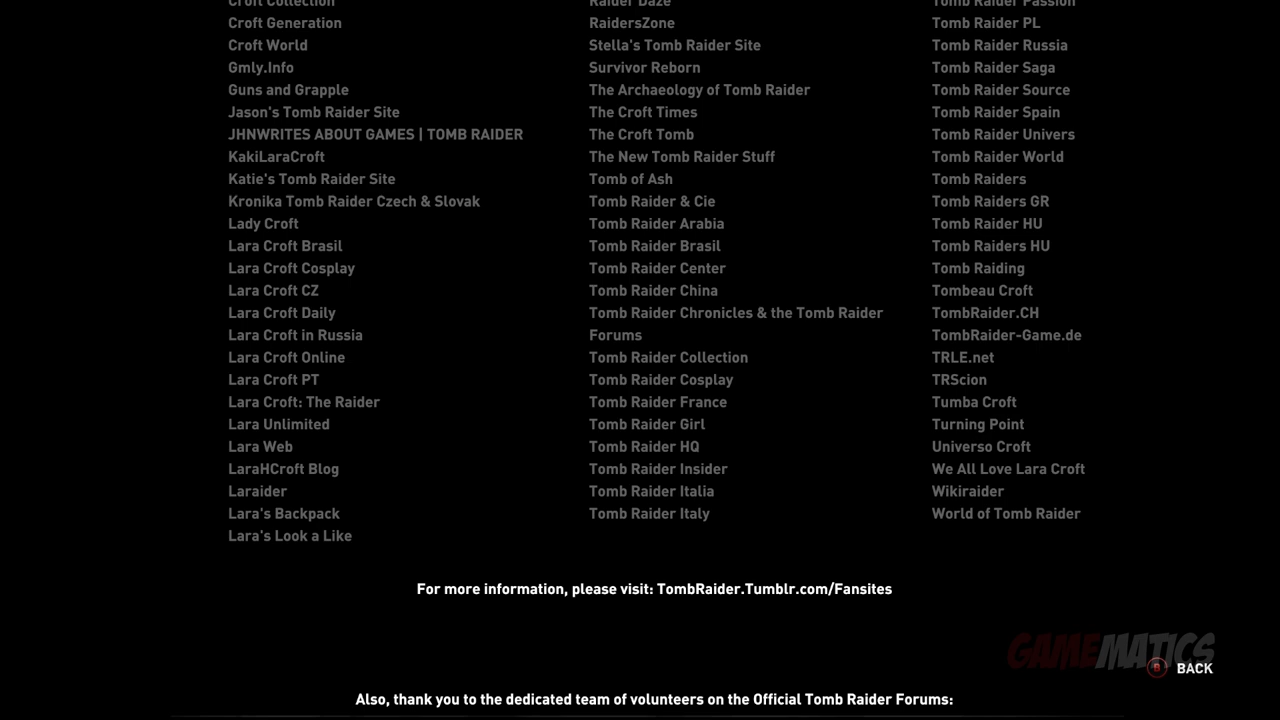 Croft Collection
Croft Generation
Croft World
Gmly.Info
Guns and Grapple
Jason's Tomb Raider Site
JHNWRITES ABOUT GAMES | TOMB RAIDER
KakiLaraCroft
Katie's Tomb Raider Site
Kronika Tomb Raider Czech & Slovak
Lady Croft
Lara Croft Brasil
Lara Croft Cosplay
Lara Croft CZ
Lara Croft Daily
Lara Croft in Russia
Lara Croft Online
Lara Croft PT
Lara Croft: The Raider
Lara Unlimited
Lara Web
LaraHCroft Blog
Laraider
Lara's Backpack
Lara's Look a Like
Raider Daze
RaidersZone
Stella's Tomb Raider Site
Survivor Reborn
The Archaeology of Tomb Raider
The Croft Times
The Croft Tomb
The New Tomb Raider Stuff
Tomb of Ash
Tomb Raider & Cie
Tomb Raider Arabia
Tomb Raider Brasil
Tomb Raider Center
Tomb Raider China
Tomb Raider Chronicles & the Tomb Raider
Forums
Tomb Raider Collection
Tomb Raider Cosplay
Tomb Raider France
Tomb Raider Girl
Tomb Raider HQ
Tomb Raider Insider
Tomb Raider Italia
Tomb Raider Italy
Tomb Raider Passion
Tomb Raider PL
Tomb Raider Russia
Tomb Raider Saga
Tomb Raider Source
Tomb Raider Spain
Tomb Raider Univers
Tomb Raider World
Tomb Raiders
Tomb Raiders GR
Tomb Raider HU
Tomb Raiders HU
Tomb Raiding
Tombeau Croft
TombRaider.CH
TombRaider-Game.de
TRLE.net
TRScion
Tumba Croft
Turning Point
Universo Croft
We All Love Lara Croft
Wikiraider
World of Tomb Raider
For more information, please visit: TombRaider.Tumblr.com/Fansites
GAMEMATICS
B BACK
Also, thank you to the dedicated team of volunteers on the Official Tomb Raider Forums: